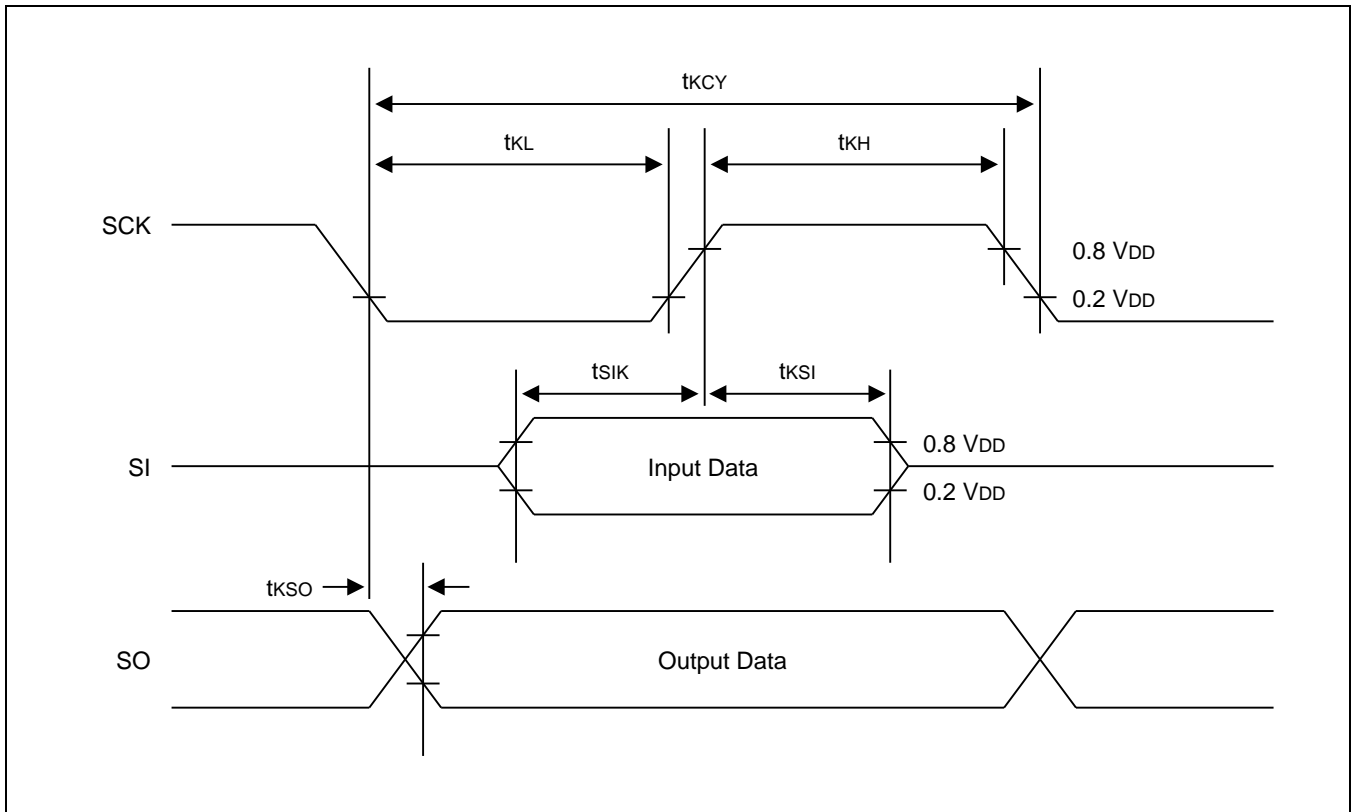 tKCY
tKL
tKH
SCK
0.8 VDD
0.2 VDD
tSIK
tKSI
0.8 VDD
SI
Input Data
0.2 VDD
tKSO
SO
Output Data